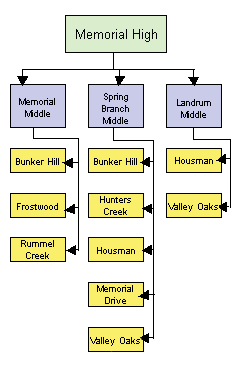 Memorial High
Memorial
Middle
Spring
Branch
Middle
Landrum
Middle
Bunker Hill
Bunker Hill
Housman
Frostwood
Hunters
Creek
Valley Oaks
Rummel
Creek
Housman
Memorial
Drive
Valley Oaks